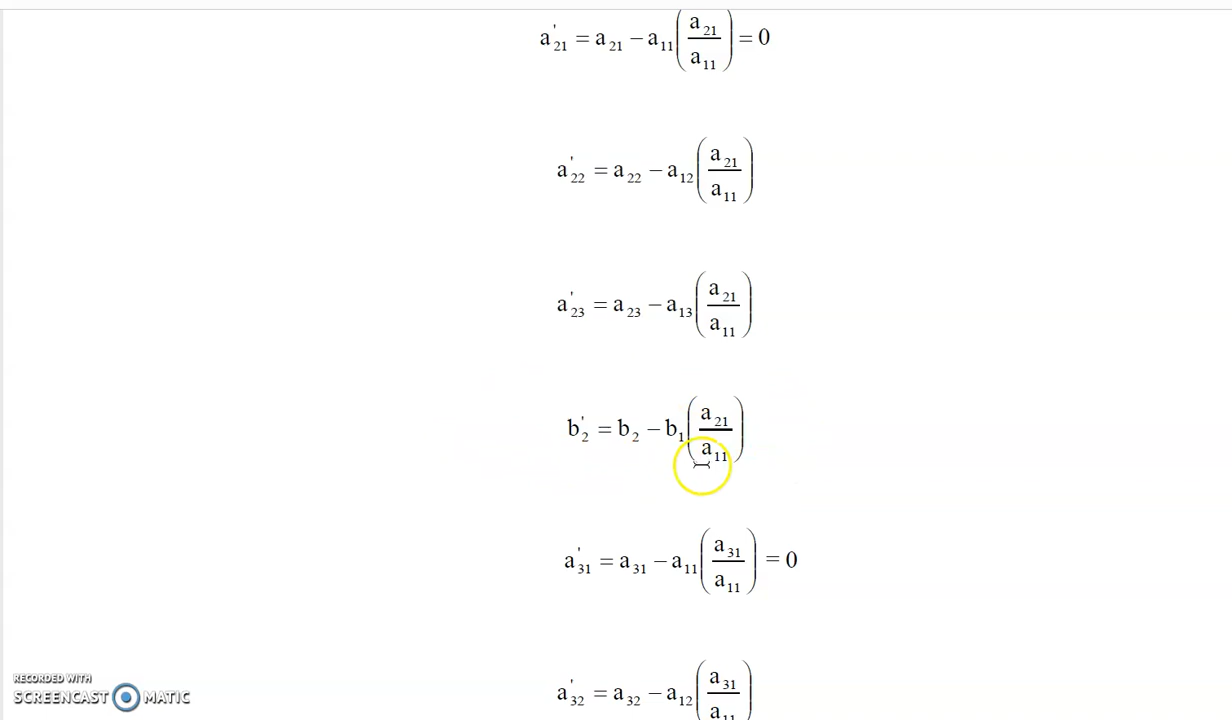 a'₂₁ = a₂₁ − a₁₁(a₂₁/a₁₁) = 0
a'₂₂ = a₂₂ − a₁₂(a₂₁/a₁₁)
a'₂₃ = a₂₃ − a₁₃(a₂₁/a₁₁)
b'₂ = b₂ − b₁(a₂₁/a₁₁)
a'₃₁ = a₃₁ − a₁₁(a₃₁/a₁₁) = 0
a'₃₂ = a₃₂ − a₁₂(a₃₁/a₁₁)
RECORDED WITH
SCREENCAST MATIC